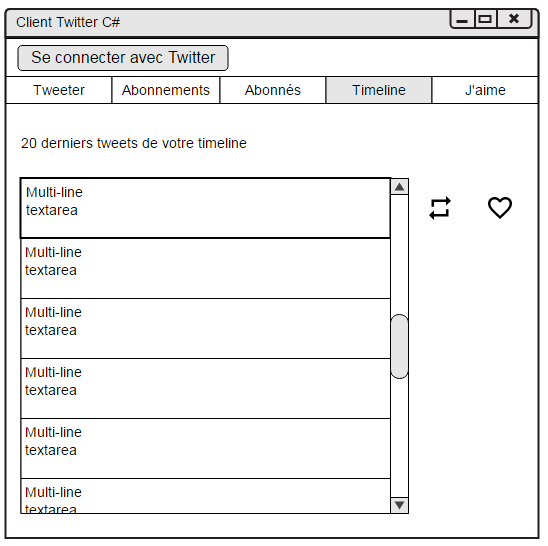 Client Twitter C#
Se connecter avec Twitter
Tweeter
Abonnements
Abonnés
Timeline
J'aime
20 derniers tweets de votre timeline
Multi-line
textarea
Multi-line
textarea
Multi-line
textarea
Multi-line
textarea
Multi-line
textarea
Multi-line
textarea